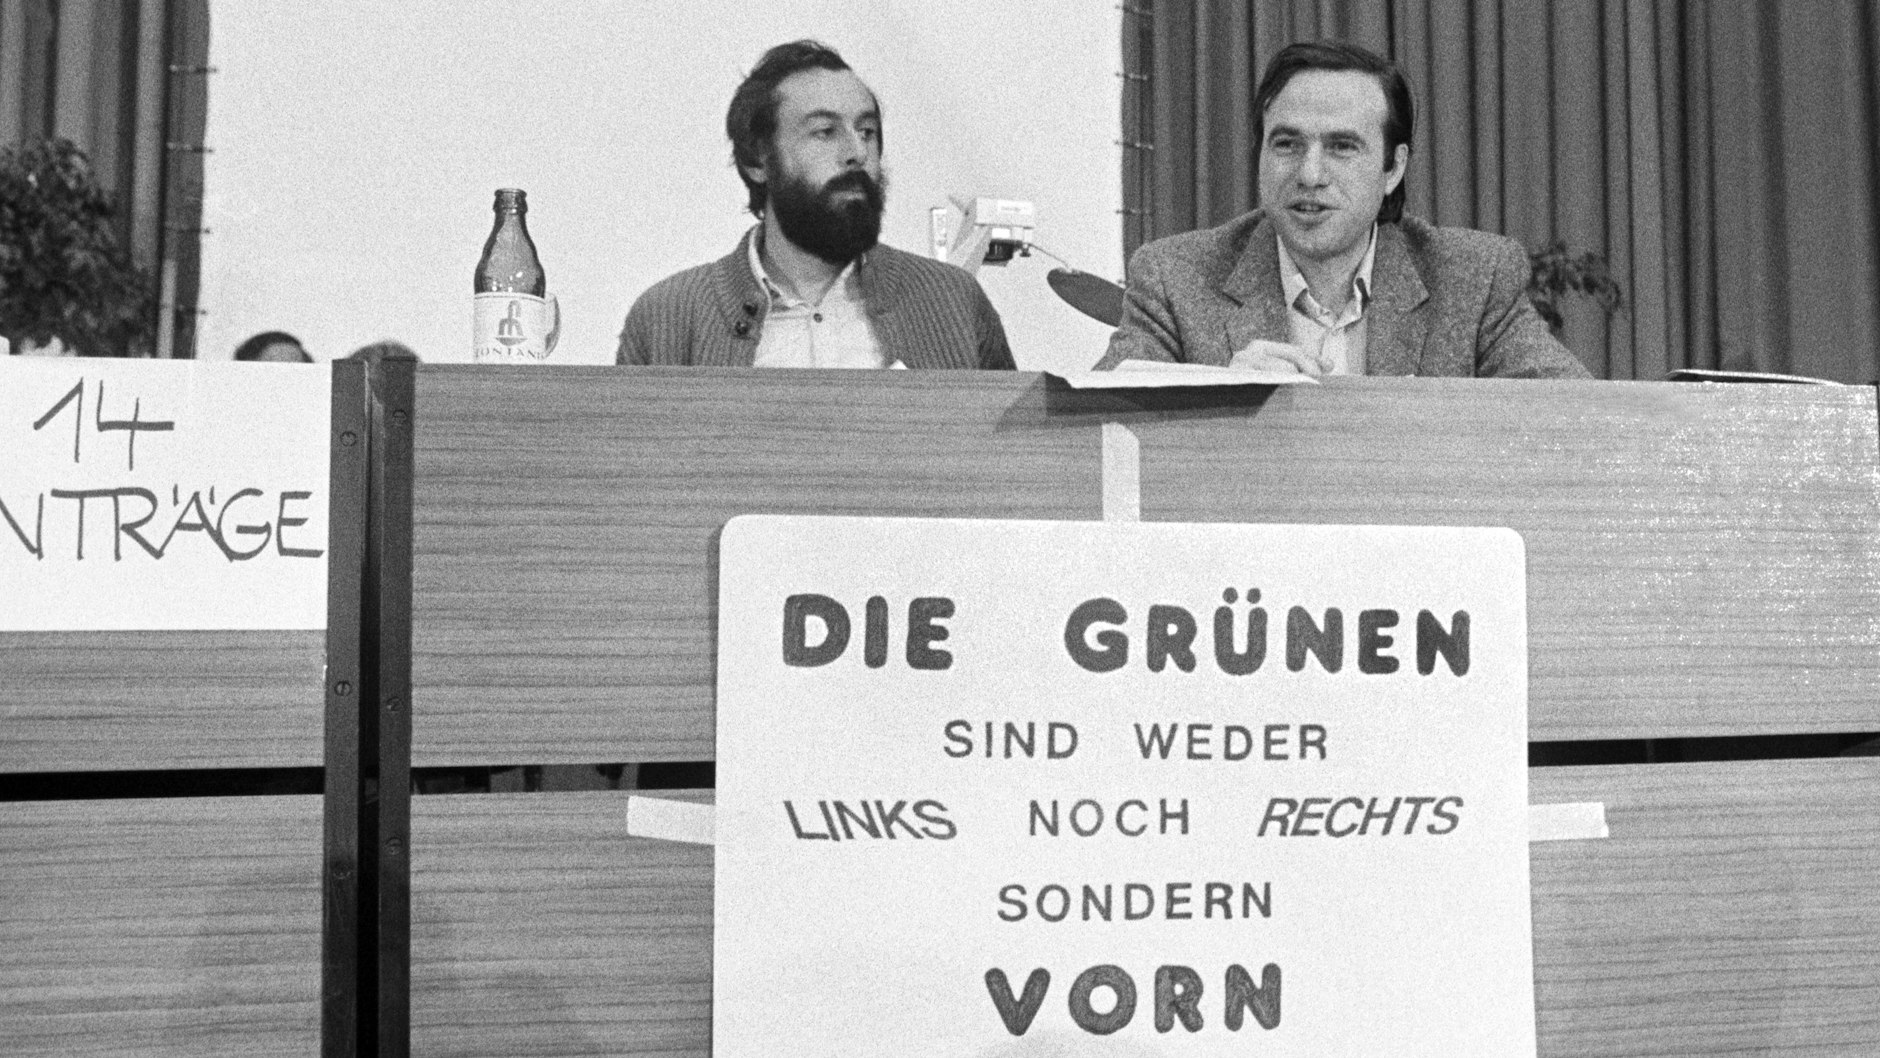 14
NTRÄGE
DIE GRÜNEN
SIND WEDER
LINKS NOCH RECHTS
SONDERN
VORN